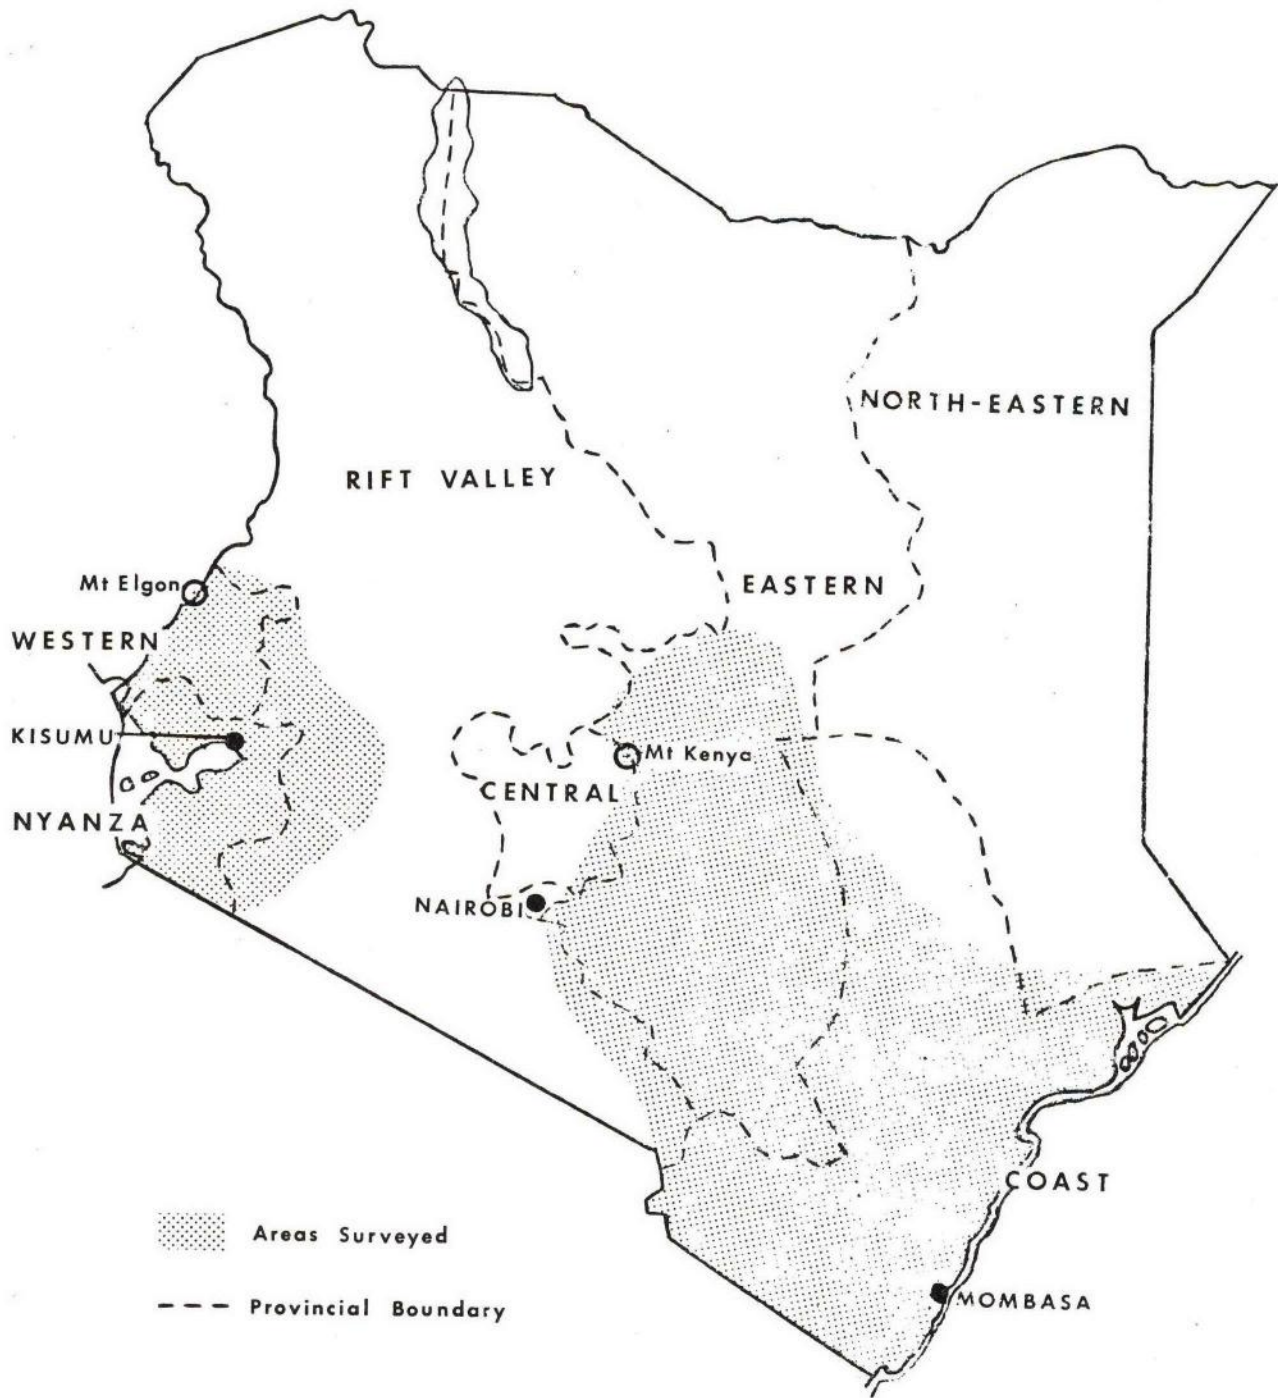 NORTH-EASTERN
RIFT VALLEY
Mt Elgon
EASTERN
WESTERN
KISUMU
Mt Kenya
CENTRAL
NYANZA
NAIROBI
COAST
Areas Surveyed
MOMBASA
Provincial Boundary